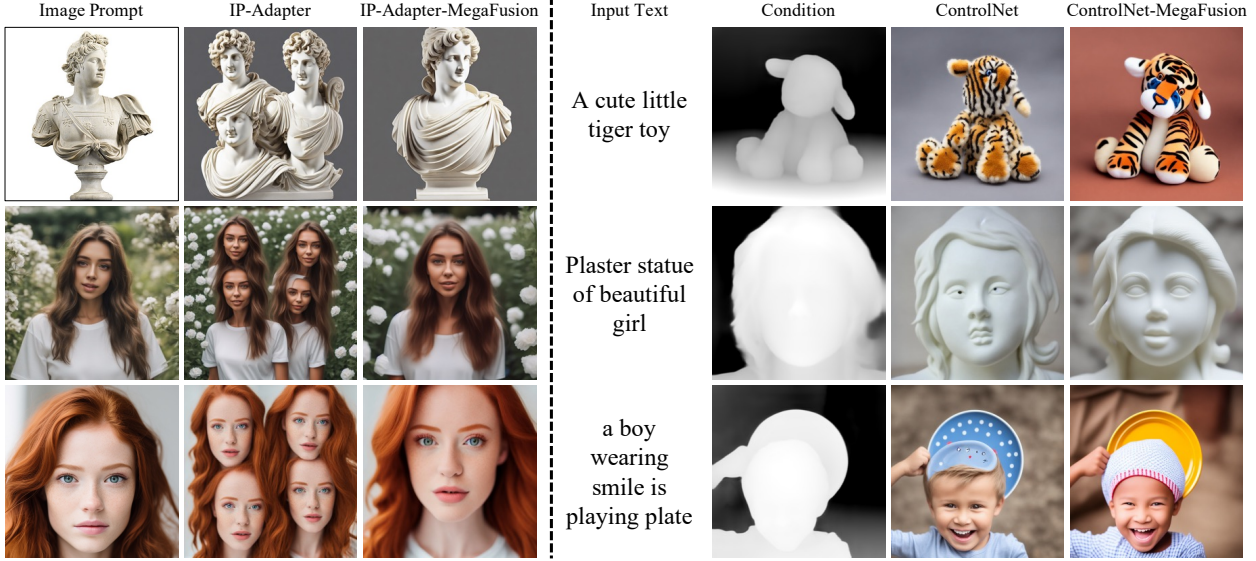 Image Prompt
IP-Adapter
IP-Adapter-MegaFusion
Input Text
Condition
ControlNet
ControlNet-MegaFusion
A cute little
tiger toy
Plaster statue
of beautiful
girl
a boy
wearing
smile is
playing plate